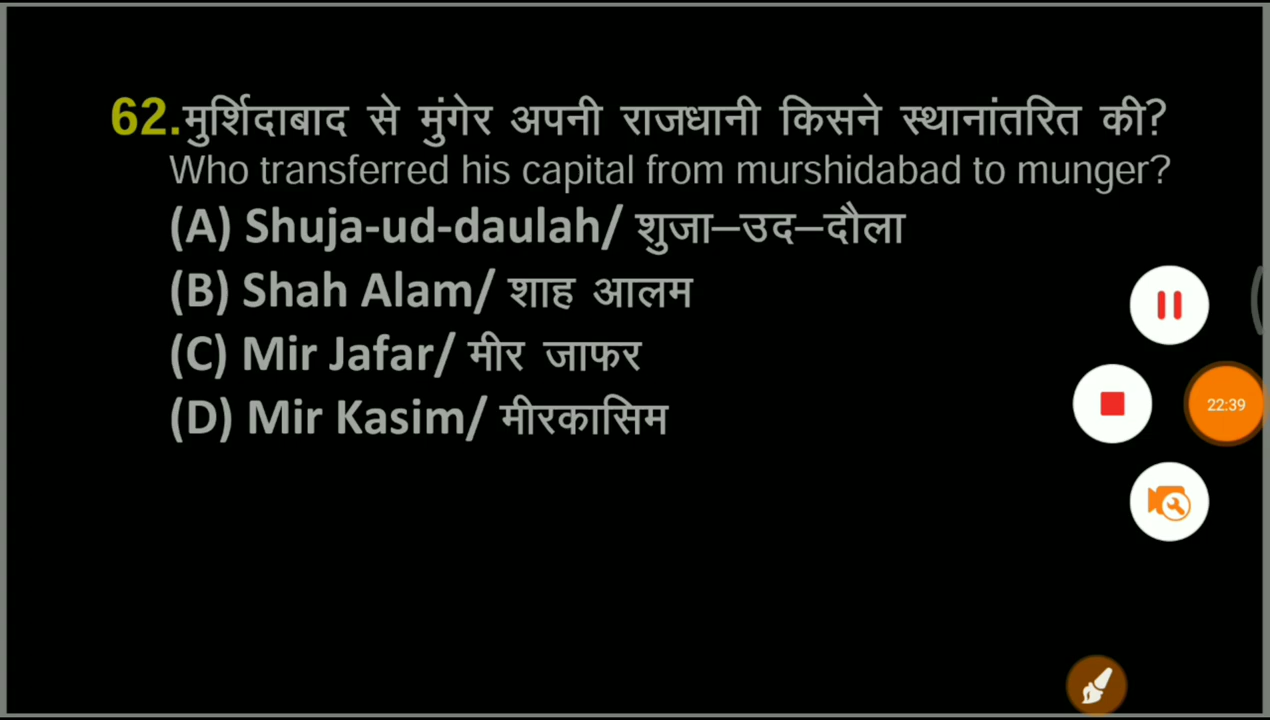 62.मुर्शिदाबाद से मुंगेर अपनी राजधानी किसने स्थानांतरित की?
Who transferred his capital from murshidabad to munger?
(A) Shuja-ud-daulah/ शुजा–उद–दौला
(B) Shah Alam/ शाह आलम
(C) Mir Jafar/ मीर जाफर
(D) Mir Kasim/ मीरकासिम
22:39